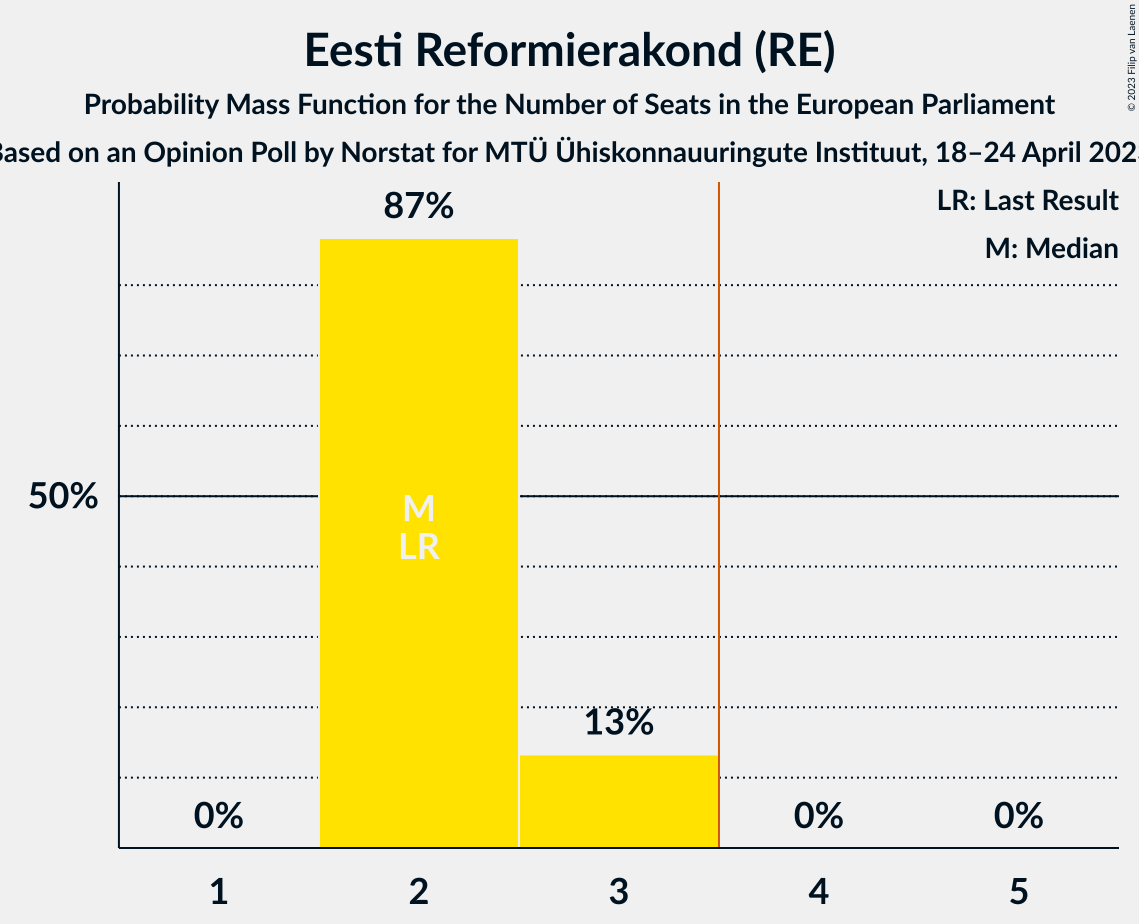 Eesti Reformierakond (RE)
Probability Mass Function for the Number of Seats in the European Parliament
Based on an Opinion Poll by Norstat for MTÜ Ühiskonnauuringute Instituut, 18–24 April 2023
© 2023 Filip van Laenen
LR: Last Result
M: Median
87%
50%
M
LR
13%
0%
0%
0%
1
2
3
4
5